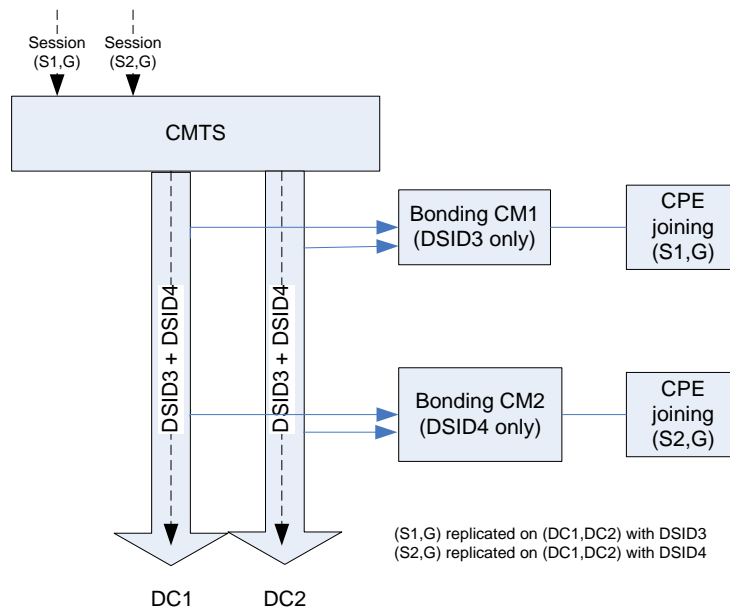 Session
(S1,G)
Session
(S2,G)
CMTS
Bonding CM1
(DSID3 only)
CPE
joining
(S1,G)
DSID3 + DSID4
DSID3 + DSID4
Bonding CM2
(DSID4 only)
CPE
joining
(S2,G)
(S1,G) replicated on (DC1,DC2) with DSID3
(S2,G) replicated on (DC1,DC2) with DSID4
DC1
DC2